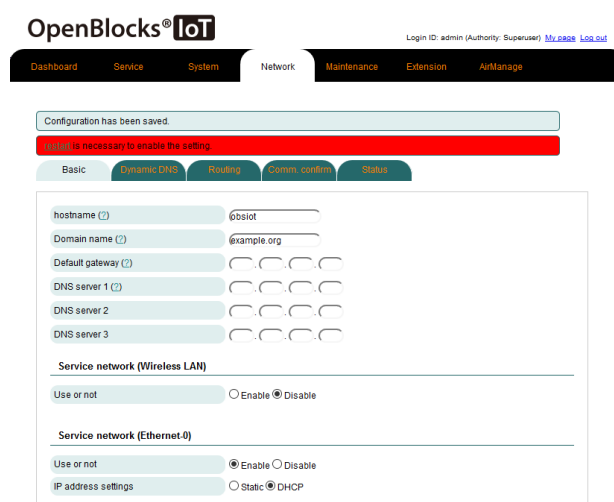 OpenBlocks® IoT
Login ID: admin (Authority: Superuser) My page Log out
Dashboard Service System Network Maintenance Extension AirManage
Configuration has been saved.
restart is necessary to enable the setting.
Basic Dynamic DNS Routing Comm. confirm Status
hostname (?) obsiot
Domain name (?) example.org
Default gateway (?) . . .
DNS server 1 (?) . . .
DNS server 2 . . .
DNS server 3 . . .
Service network (Wireless LAN)
Use or not Enable Disable
Service network (Ethernet-0)
Use or not Enable Disable
IP address settings Static DHCP